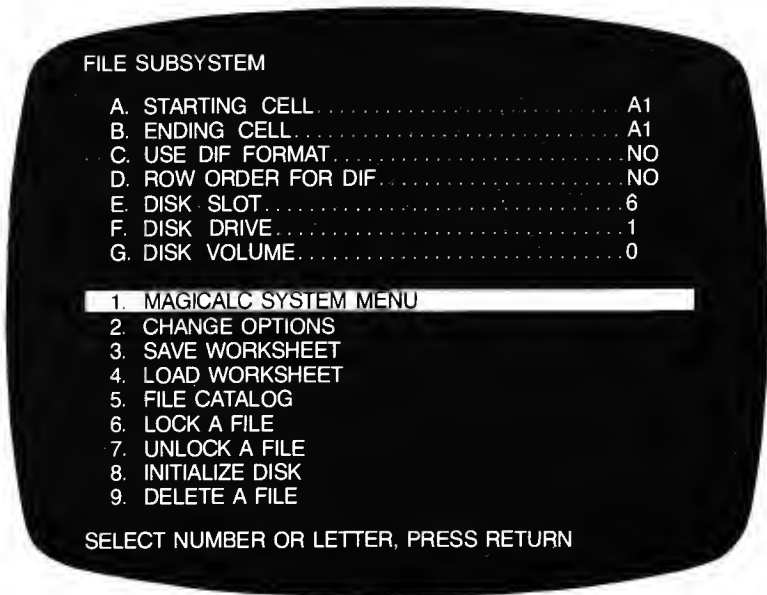 FILE SUBSYSTEM
A. STARTING CELL.............................A1
B. ENDING CELL...............................A1
C. USE DIF FORMAT............................NO
D. ROW ORDER FOR DIF.........................NO
E. DISK SLOT.................................6
F. DISK DRIVE................................1
G. DISK VOLUME...............................0
1. MAGICALC SYSTEM MENU
2. CHANGE OPTIONS
3. SAVE WORKSHEET
4. LOAD WORKSHEET
5. FILE CATALOG
6. LOCK A FILE
7. UNLOCK A FILE
8. INITIALIZE DISK
9. DELETE A FILE
SELECT NUMBER OR LETTER, PRESS RETURN